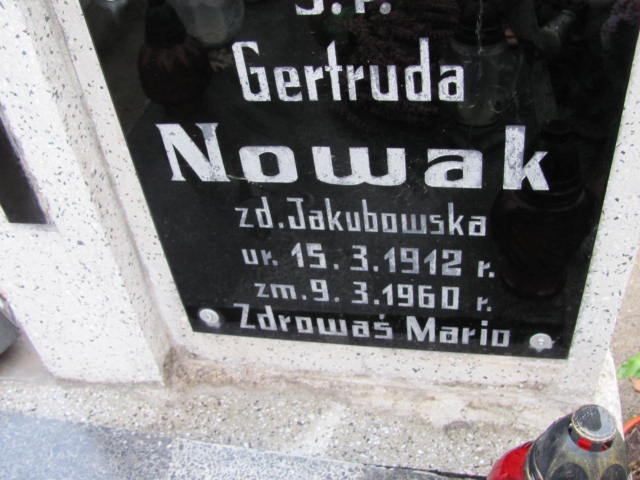 Ś.P.
Gertruda
Nowak
zd. Jakubowska
ur. 15.3.1912 r.
zm. 9.3.1960 r.
Zdrowaś Mario